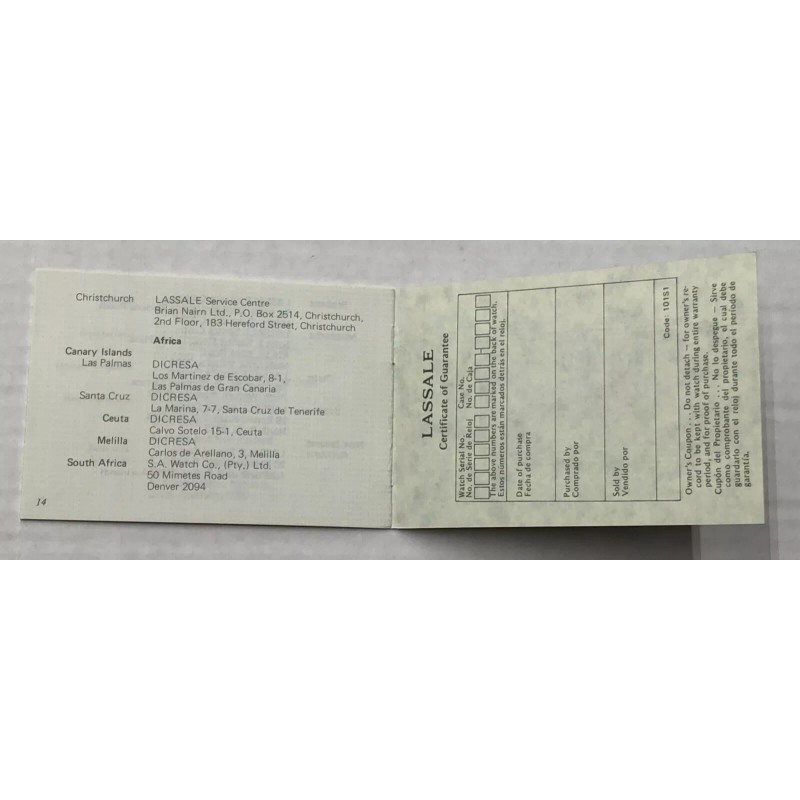 Christchurch LASSALE Service Centre
Brian Nairn Ltd., P.O. Box 2514, Christchurch,
2nd Floor, 183 Hereford Street, Christchurch
Africa
Canary Islands
Las Palmas DICRESA
Los Martinez de Escobar, 8-1,
Las Palmas de Gran Canaria
Santa Cruz DICRESA
La Marina, 7-7, Santa Cruz de Tenerife
Ceuta DICRESA
Calvo Sotelo 15-1, Ceuta
Melilla DICRESA
Carlos de Arellano, 3, Melilla
South Africa S.A. Watch Co., (Pty.) Ltd.
50 Mimetes Road
Denver 2094
14
LASSALE
Certificate of Guarantee
Watch Serial No. Case No.
No. de Serie de Reloj No. de Caja
The above numbers are marked on the back of watch.
Estos números están marcados detrás en el reloj.
Date of purchase
Fecha de compra
Purchased by
Comprado por
Sold by
Vendido por
Code: 101S1
Owner's Coupon . . . Do not detach — for owner's re-
cord to be kept with watch during entire warranty
period, and for proof of purchase.
Cupón del Propietario . . . No lo despegue — Sirve
como comprobante del propietario, el cual debe
guardarlo con el reloj durante todo el periodo de
garantía.